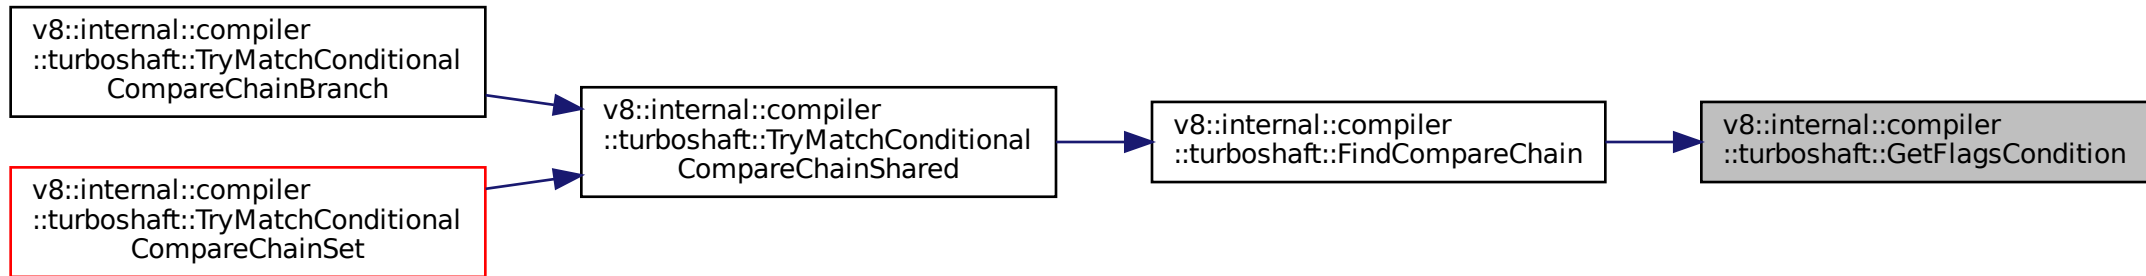 v8::internal::compiler
::turboshaft::TryMatchConditional
CompareChainBranch
v8::internal::compiler
::turboshaft::TryMatchConditional
CompareChainSet
v8::internal::compiler
::turboshaft::TryMatchConditional
CompareChainShared
v8::internal::compiler
::turboshaft::FindCompareChain
v8::internal::compiler
::turboshaft::GetFlagsCondition